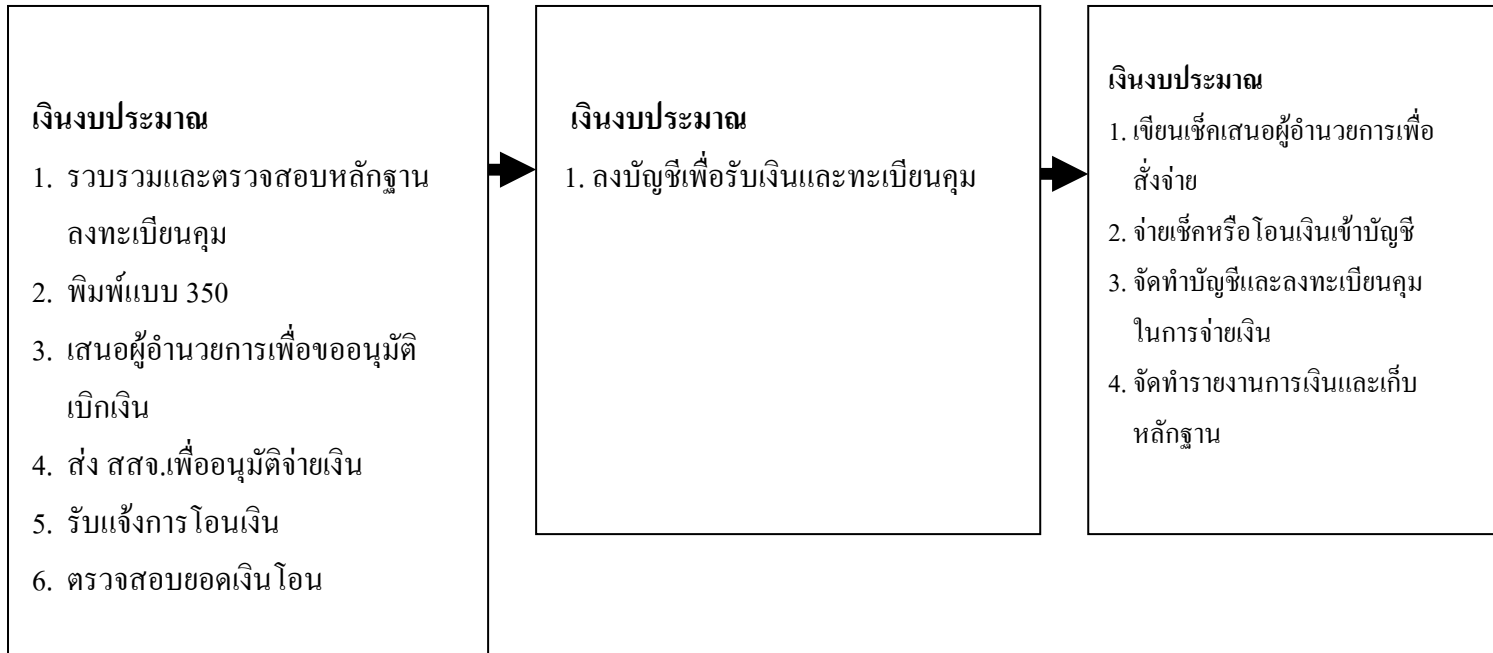 เงินงบประมาณ
1. รวบรวมและตรวจสอบหลักฐาน
ลงทะเบียนคุม
2. พิมพ์แบบ 350
3. เสนอผู้อำนวยการเพื่อขออนุมัติ
เบิกเงิน
4. ส่ง สสจ.เพื่ออนุมัติจ่ายเงิน
5. รับแจ้งการโอนเงิน
6. ตรวจสอบยอดเงินโอน
เงินงบประมาณ
1. ลงบัญชีเพื่อรับเงินและทะเบียนคุม
เงินงบประมาณ
1. เขียนเช็คเสนอผู้อำนวยการเพื่อ
สั่งจ่าย
2. จ่ายเช็คหรือโอนเงินเข้าบัญชี
3. จัดทำบัญชีและลงทะเบียนคุม
ในการจ่ายเงิน
4. จัดทำรายงานการเงินและเก็บ
หลักฐาน